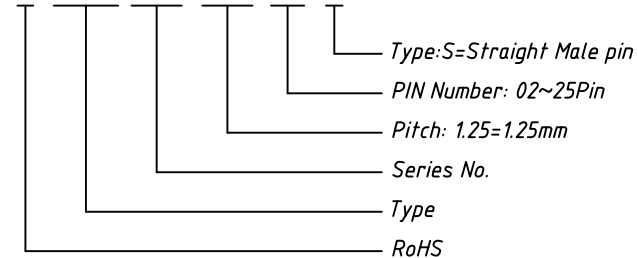 Type:S=Straight Male pin
PIN Number: 02~25Pin
Pitch: 1.25=1.25mm
Series No.
Type
RoHS